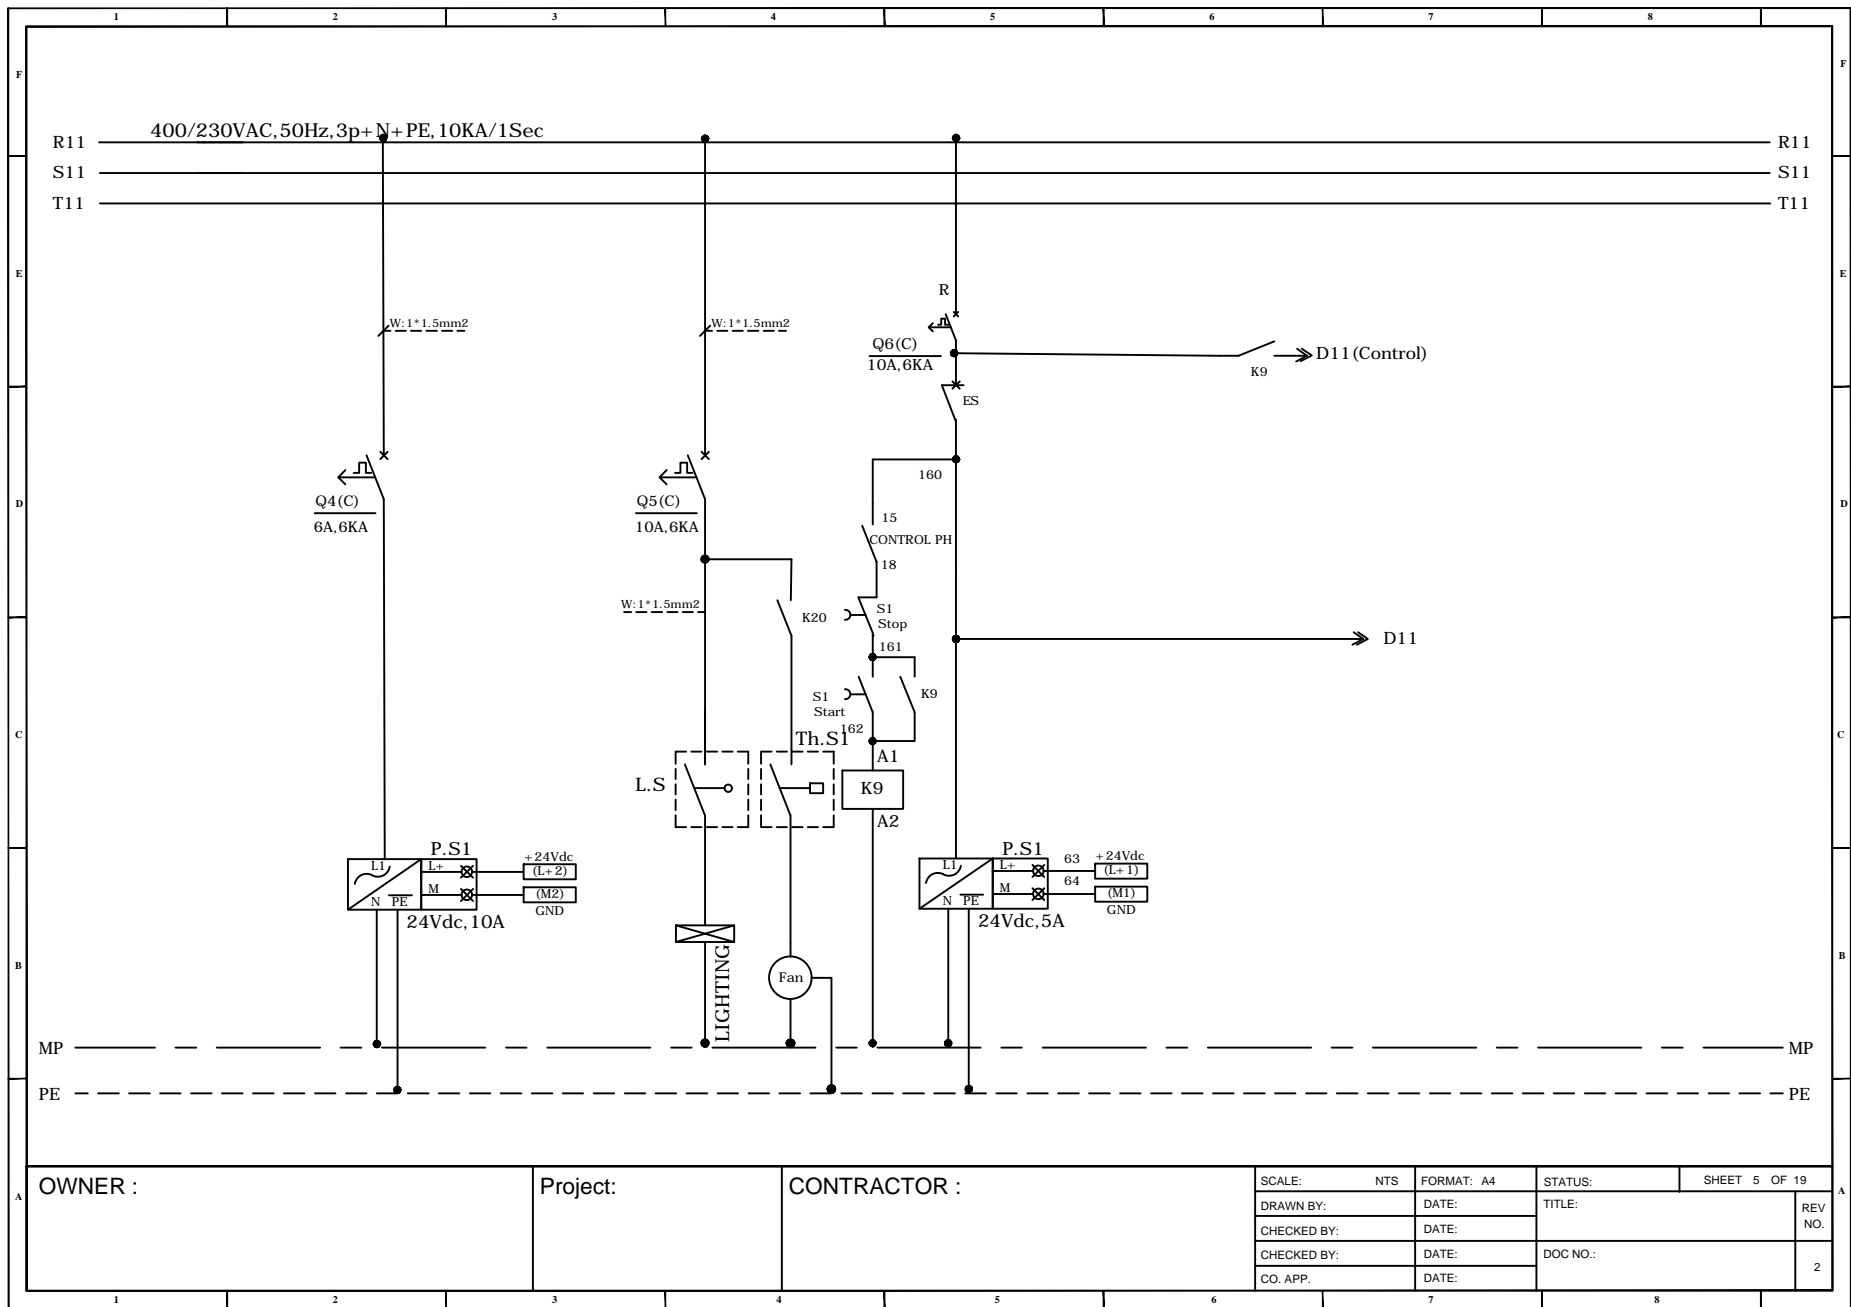 1 2 3 4 5 6 7 8
F F
400/230VAC,50Hz,3p+N+PE,10KA/1Sec
R11 R11
S11 S11
T11 T11
E E
R
W:1*1.5mm2 W:1*1.5mm2
Q6(C)
10A,6KA
D11(Control)
K9
ES
160
D D
Q4(C)
6A,6KA
Q5(C)
10A,6KA
15
CONTROL PH
18
W:1*1.5mm2
K20
S1
Stop
161
D11
S1
Start
K9
162
C C
Th.S1
A1
L.S
K9
A2
P.S1
L1 L+
M
N PE
+24Vdc
(L+2)
(M2)
GND
24Vdc,10A
P.S1
L1 L+
M
N PE
63 +24Vdc
(L+1)
64
(M1)
GND
24Vdc,5A
B B
LIGHTING
Fan
MP MP
PE PE
A A
OWNER :
Project:
CONTRACTOR :
SCALE: NTS FORMAT: A4 STATUS: SHEET 5 OF 19
DRAWN BY: DATE: TITLE: REV
NO.
CHECKED BY: DATE:
CHECKED BY: DATE: DOC NO.:
2
CO. APP. DATE:
1 2 3 4 5 6 7 8